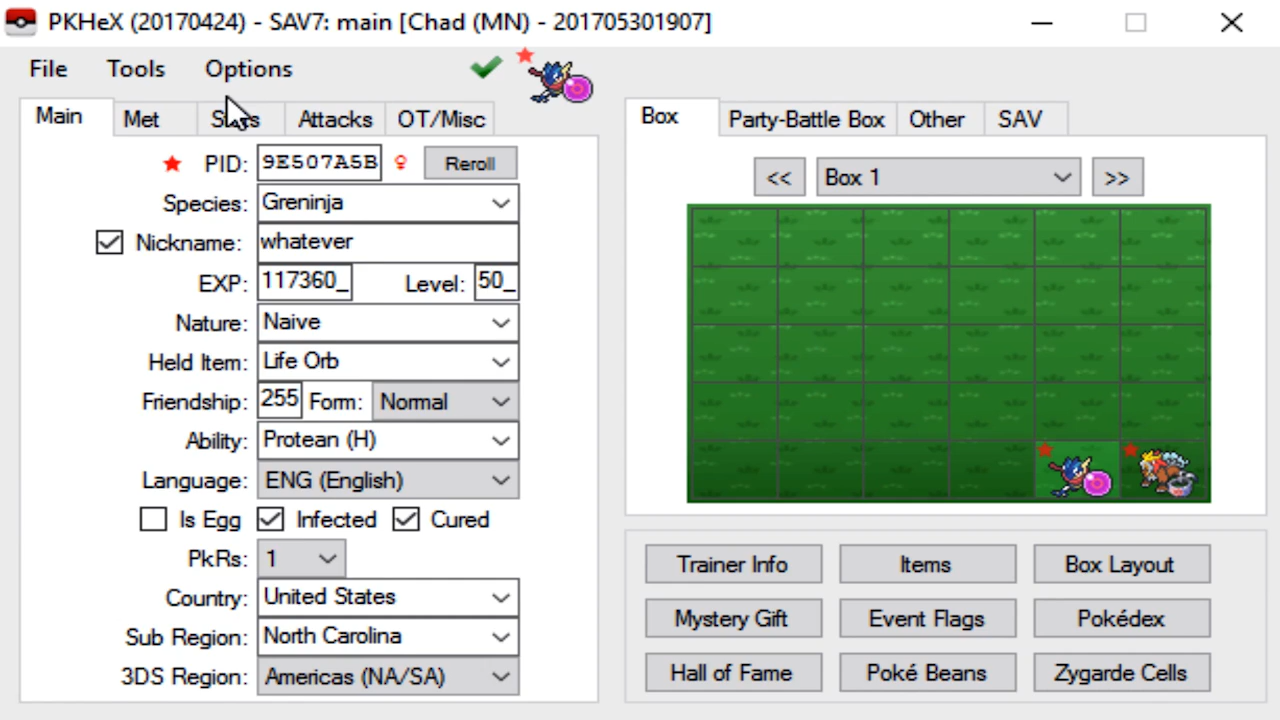 PKHeX (20170424) - SAV7: main [Chad (MN) - 201705301907]
File Tools Options
Main Met Stats Attacks OT/Misc
PID: 9E507A5B ♀ Reroll
Species: Greninja
Nickname: whatever
EXP: 117360_ Level: 50_
Nature: Naive
Held Item: Life Orb
Friendship: 255 Form: Normal
Ability: Protean (H)
Language: ENG (English)
Is Egg Infected Cured
PkRs: 1
Country: United States
Sub Region: North Carolina
3DS Region: Americas (NA/SA)
Box Party-Battle Box Other SAV
<< Box 1 >>
Trainer Info Items Box Layout
Mystery Gift Event Flags Pokédex
Hall of Fame Poké Beans Zygarde Cells